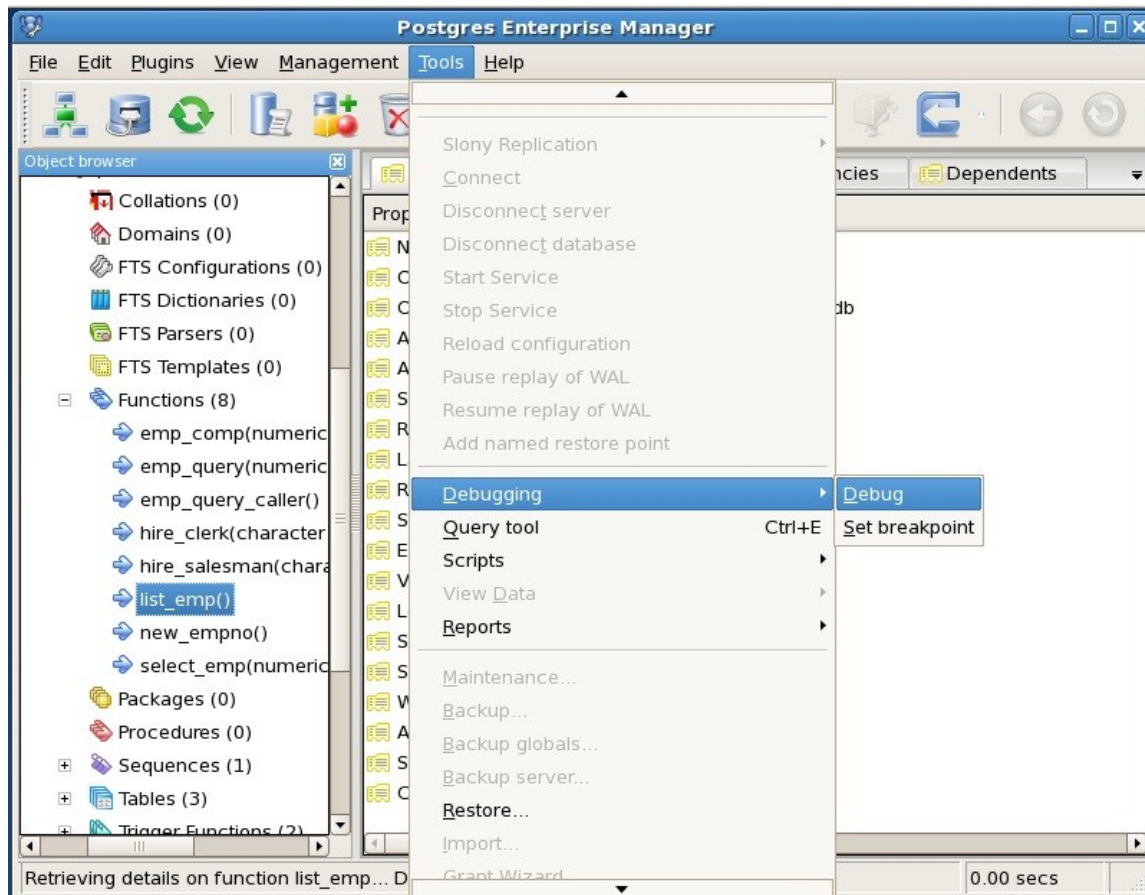 Postgres Enterprise Manager
File Edit Plugins View Management Tools Help
Object browser
Collations (0)
Domains (0)
FTS Configurations (0)
FTS Dictionaries (0)
FTS Parsers (0)
FTS Templates (0)
Functions (8)
emp_comp(numeric
emp_query(numeric
emp_query_caller()
hire_clerk(character
hire_salesman(chara
list_emp()
new_empno()
select_emp(numeric
Packages (0)
Procedures (0)
Sequences (1)
Tables (3)
Trigger Functions (2)
ncies Dependents
Prop
N
C
C db
A
A
S
R
L
R
S
E
V
L
S
S
W
A
S
C
Slony Replication
Connect
Disconnect server
Disconnect database
Start Service
Stop Service
Reload configuration
Pause replay of WAL
Resume replay of WAL
Add named restore point
Debugging
Query tool Ctrl+E
Scripts
View Data
Reports
Maintenance...
Backup...
Backup globals...
Backup server...
Restore...
Import...
Grant Wizard
Debug
Set breakpoint
Retrieving details on function list_emp... D 0.00 secs